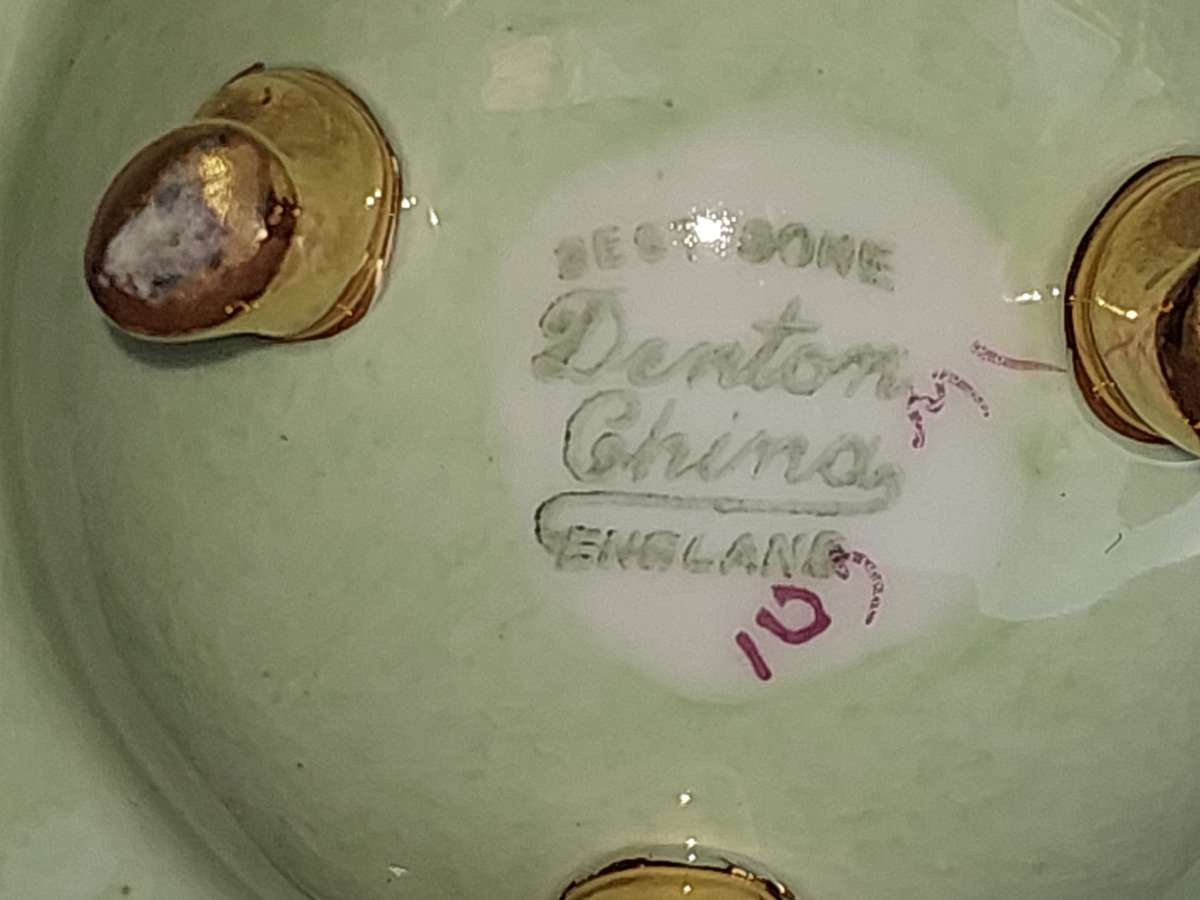 BEST BONE
Denton
China
ENGLAND
10